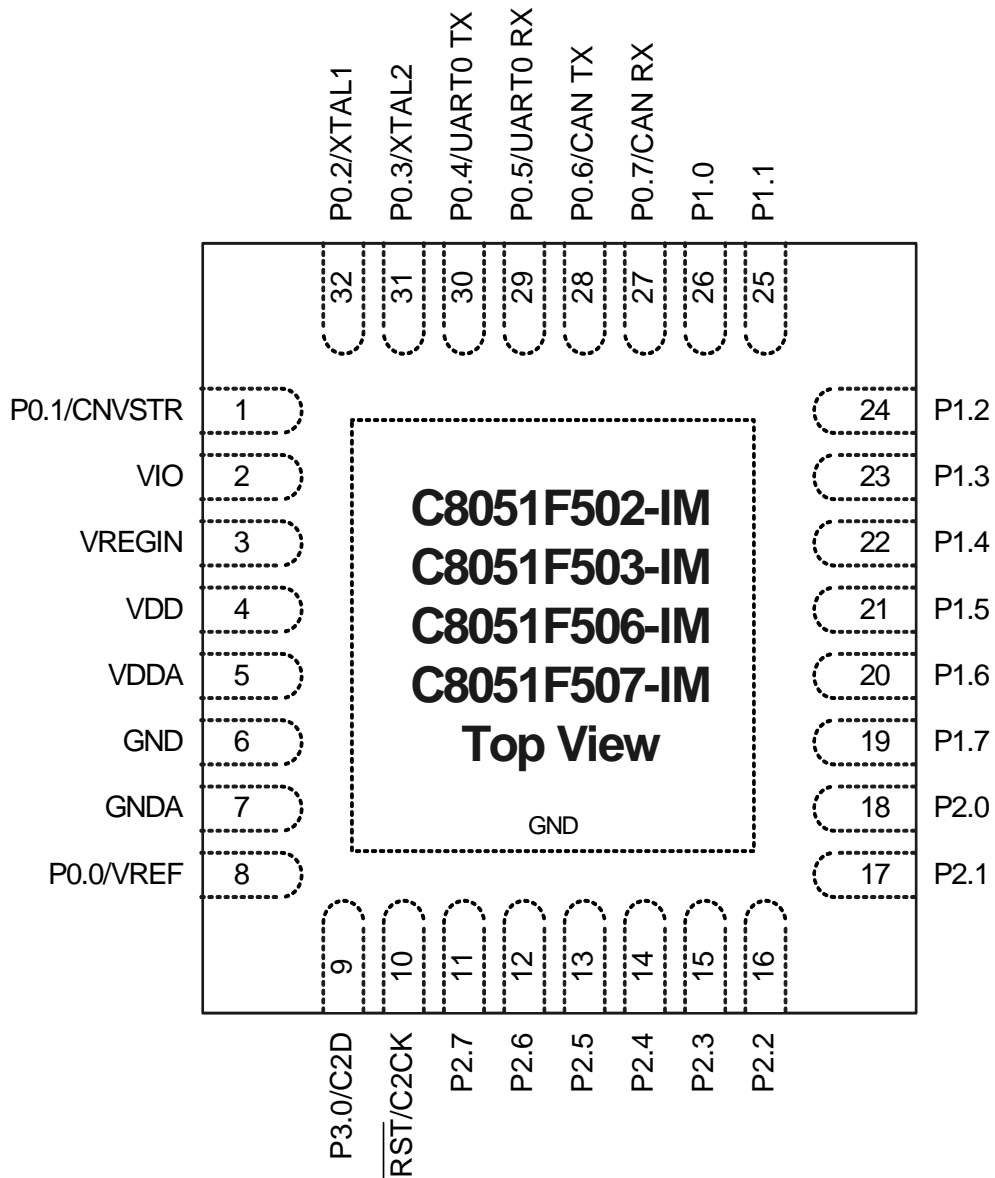 P0.2/XTAL1
P0.3/XTAL2
P0.4/UART0 TX
P0.5/UART0 RX
P0.6/CAN TX
P0.7/CAN RX
P1.0
P1.1
32
31
30
29
28
27
26
25
P0.1/CNVSTR 1
VIO 2
VREGIN 3
VDD 4
VDDA 5
GND 6
GNDA 7
P0.0/VREF 8
C8051F502-IM
C8051F503-IM
C8051F506-IM
C8051F507-IM
Top View
GND
24 P1.2
23 P1.3
22 P1.4
21 P1.5
20 P1.6
19 P1.7
18 P2.0
17 P2.1
9
10
11
12
13
14
15
16
P3.0/C2D
RST/C2CK
P2.7
P2.6
P2.5
P2.4
P2.3
P2.2